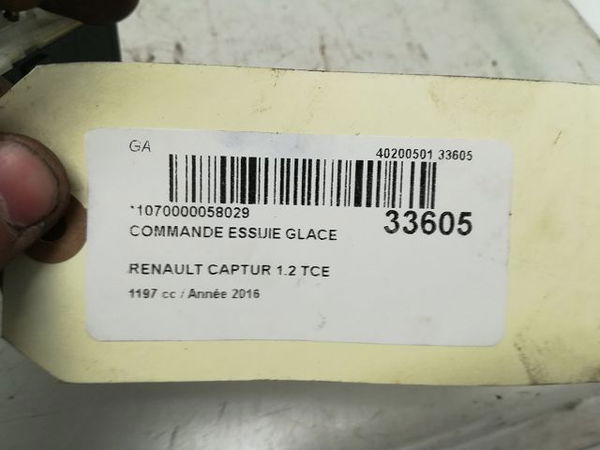 GA
40200501 33605
*1070000058029
33605
COMMANDE ESSUIE GLACE
RENAULT CAPTUR 1.2 TCE
1197 cc / Année 2016